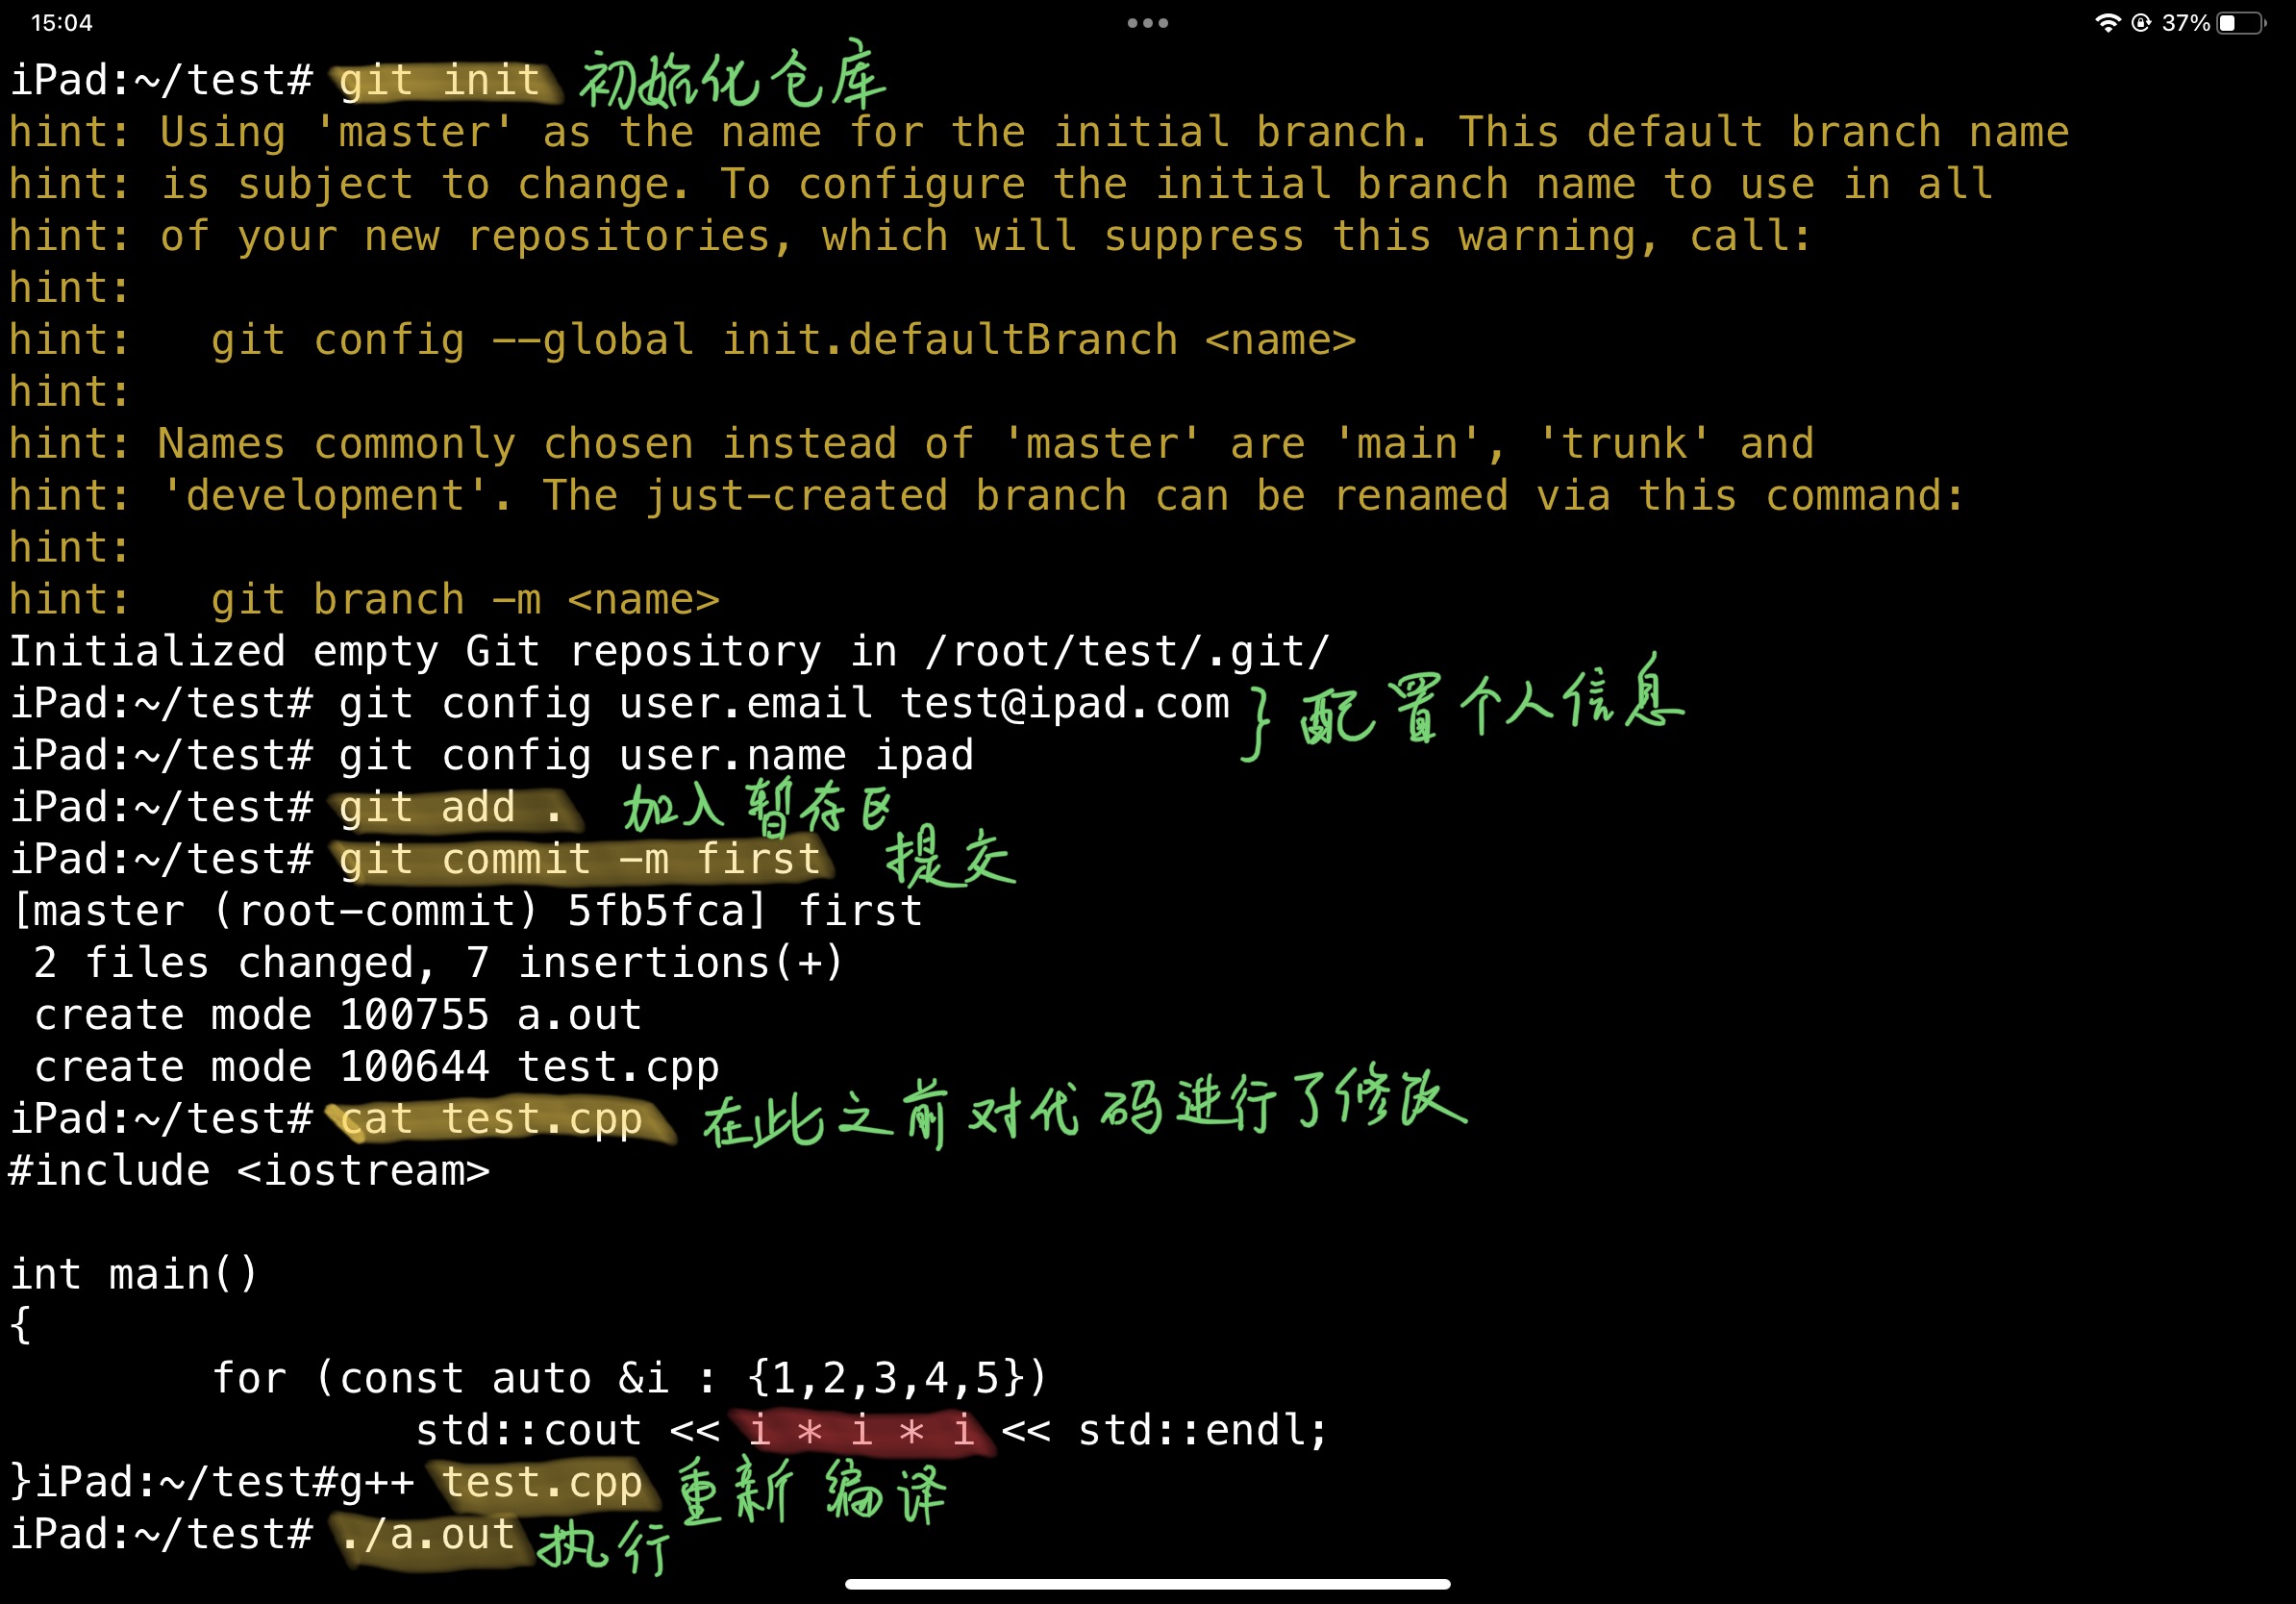 15:04
37%
iPad:~/test# git init 初始化仓库
hint: Using 'master' as the name for the initial branch. This default branch name
hint: is subject to change. To configure the initial branch name to use in all
hint: of your new repositories, which will suppress this warning, call:
hint:
hint:   git config --global init.defaultBranch <name>
hint:
hint: Names commonly chosen instead of 'master' are 'main', 'trunk' and
hint: 'development'. The just-created branch can be renamed via this command:
hint:
hint:   git branch -m <name>
Initialized empty Git repository in /root/test/.git/
iPad:~/test# git config user.email test@ipad.com } 配置个人信息
iPad:~/test# git config user.name ipad
iPad:~/test# git add . 加入暂存区
iPad:~/test# git commit -m first 提交
[master (root-commit) 5fb5fca] first
 2 files changed, 7 insertions(+)
 create mode 100755 a.out
 create mode 100644 test.cpp
iPad:~/test# cat test.cpp 在此之前对代码进行了修改
#include <iostream>
int main()
{
        for (const auto &i : {1,2,3,4,5})
                std::cout << i * i * i << std::endl;
}iPad:~/test#g++ test.cpp 重新编译
iPad:~/test# ./a.out 执行